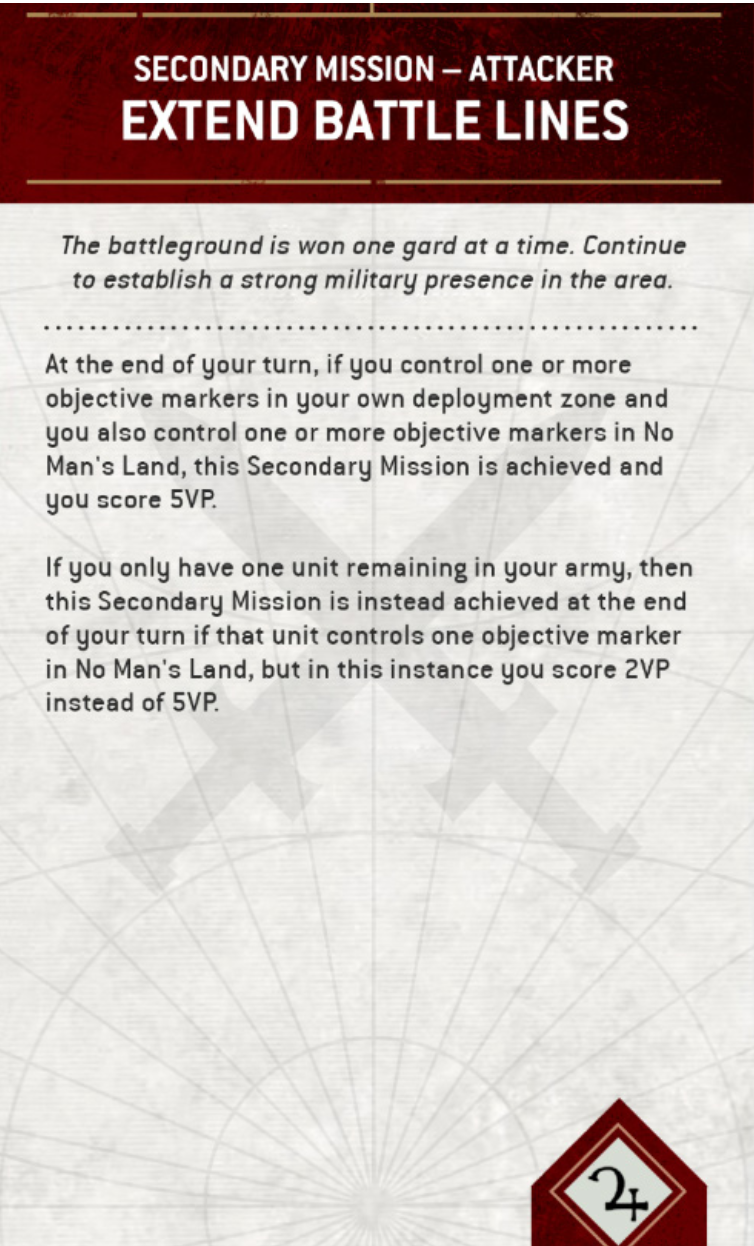 SECONDARY MISSION – ATTACKER
EXTEND BATTLE LINES
The battleground is won one gard at a time. Continue
to establish a strong military presence in the area.
At the end of your turn, if you control one or more
objective markers in your own deployment zone and
you also control one or more objective markers in No
Man's Land, this Secondary Mission is achieved and
you score 5VP.
If you only have one unit remaining in your army, then
this Secondary Mission is instead achieved at the end
of your turn if that unit controls one objective marker
in No Man's Land, but in this instance you score 2VP
instead of 5VP.